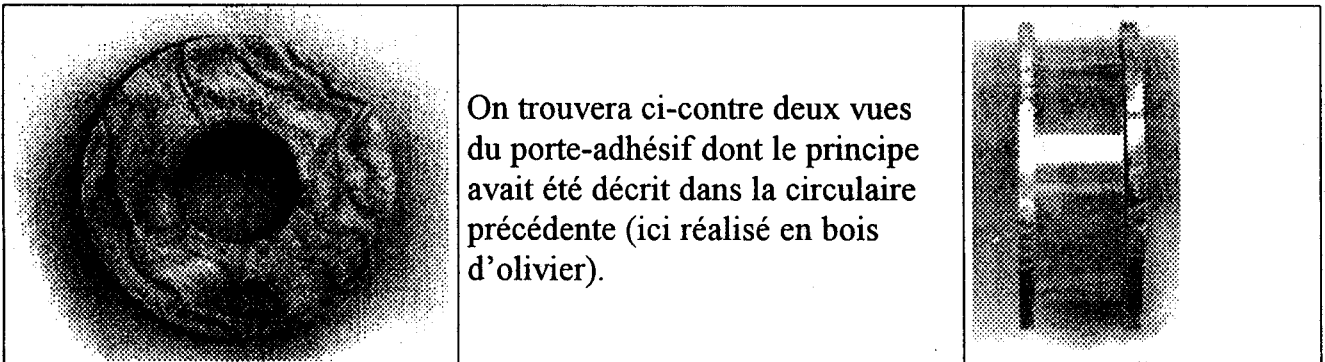 On trouvera ci-contre deux vues
du porte-adhésif dont le principe
avait été décrit dans la circulaire
précédente (ici réalisé en bois
d’olivier).